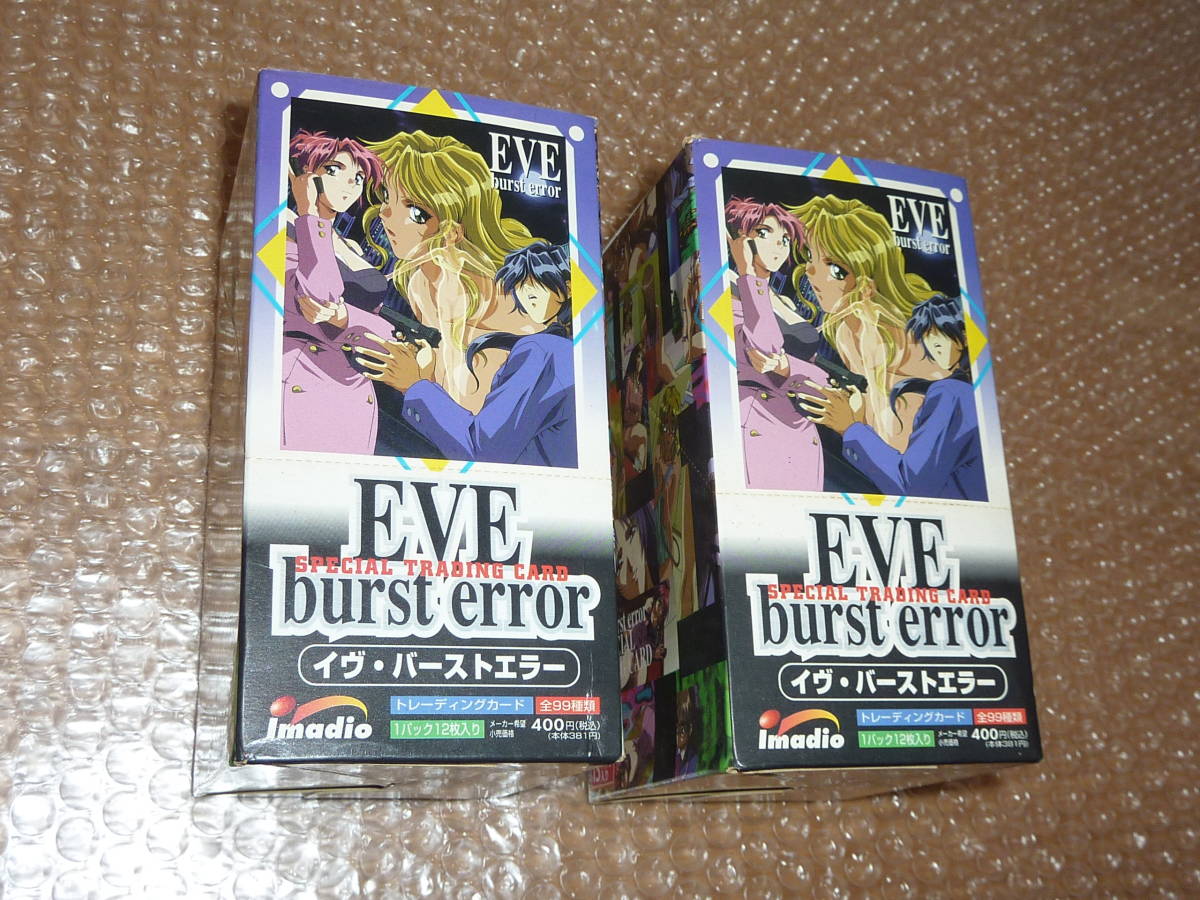 EVE
burst error
EVE
SPECIAL TRADING CARD
burst error
イヴ・バーストエラー
Imadio
トレーディングカード
全99種類
1パック12枚入り
メーカー希望
小売価格
400円(税込)
(本体381円)
EVE
burst error
EVE
SPECIAL TRADING CARD
burst error
イヴ・バーストエラー
Imadio
トレーディングカード
全99種類
1パック12枚入り
メーカー希望
小売価格
400円(税込)
(本体381円)